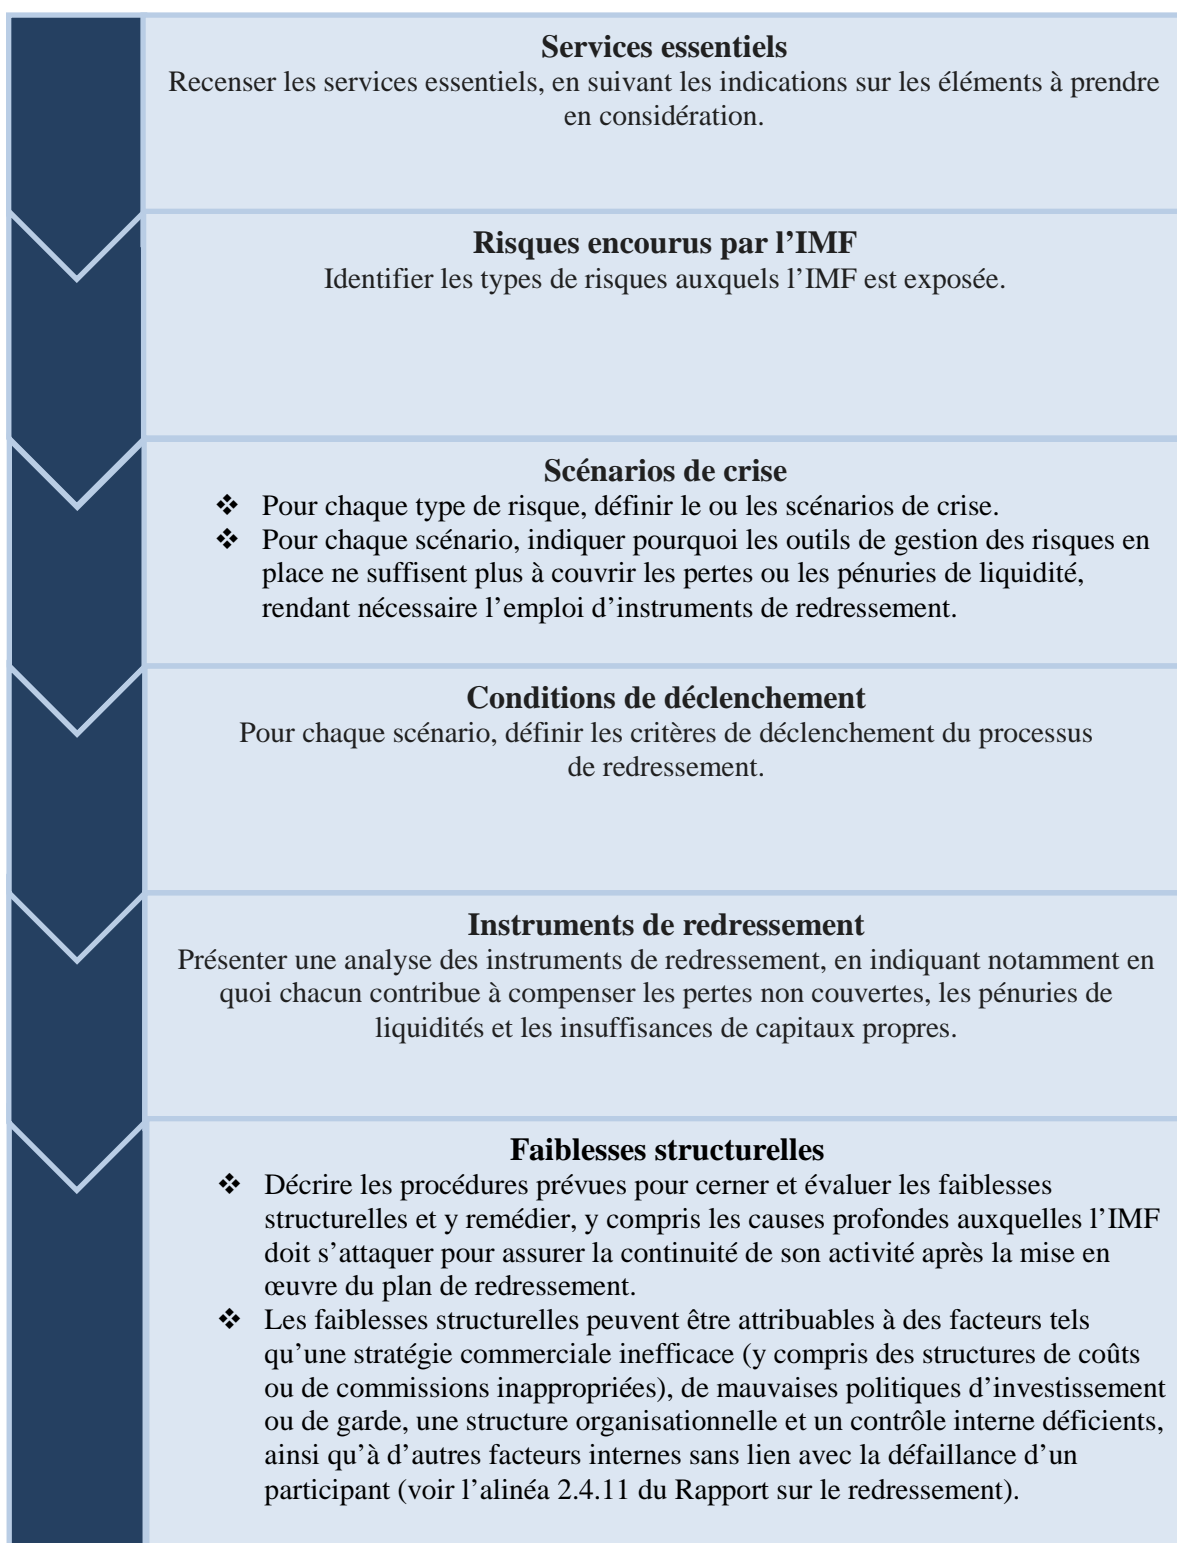 Services essentiels
Recenser les services essentiels, en suivant les indications sur les éléments à prendre
en considération.
Risques encourus par l’IMF
Identifier les types de risques auxquels l’IMF est exposée.
Scénarios de crise
❖ Pour chaque type de risque, définir le ou les scénarios de crise.
❖ Pour chaque scénario, indiquer pourquoi les outils de gestion des risques en
place ne suffisent plus à couvrir les pertes ou les pénuries de liquidité,
rendant nécessaire l’emploi d’instruments de redressement.
Conditions de déclenchement
Pour chaque scénario, définir les critères de déclenchement du processus
de redressement.
Instruments de redressement
Présenter une analyse des instruments de redressement, en indiquant notamment en
quoi chacun contribue à compenser les pertes non couvertes, les pénuries de
liquidités et les insuffisances de capitaux propres.
Faiblesses structurelles
❖ Décrire les procédures prévues pour cerner et évaluer les faiblesses
structurelles et y remédier, y compris les causes profondes auxquelles l’IMF
doit s’attaquer pour assurer la continuité de son activité après la mise en
œuvre du plan de redressement.
❖ Les faiblesses structurelles peuvent être attribuables à des facteurs tels
qu’une stratégie commerciale inefficace (y compris des structures de coûts
ou de commissions inappropriées), de mauvaises politiques d’investissement
ou de garde, une structure organisationnelle et un contrôle interne déficients,
ainsi qu’à d’autres facteurs internes sans lien avec la défaillance d’un
participant (voir l’alinéa 2.4.11 du Rapport sur le redressement).